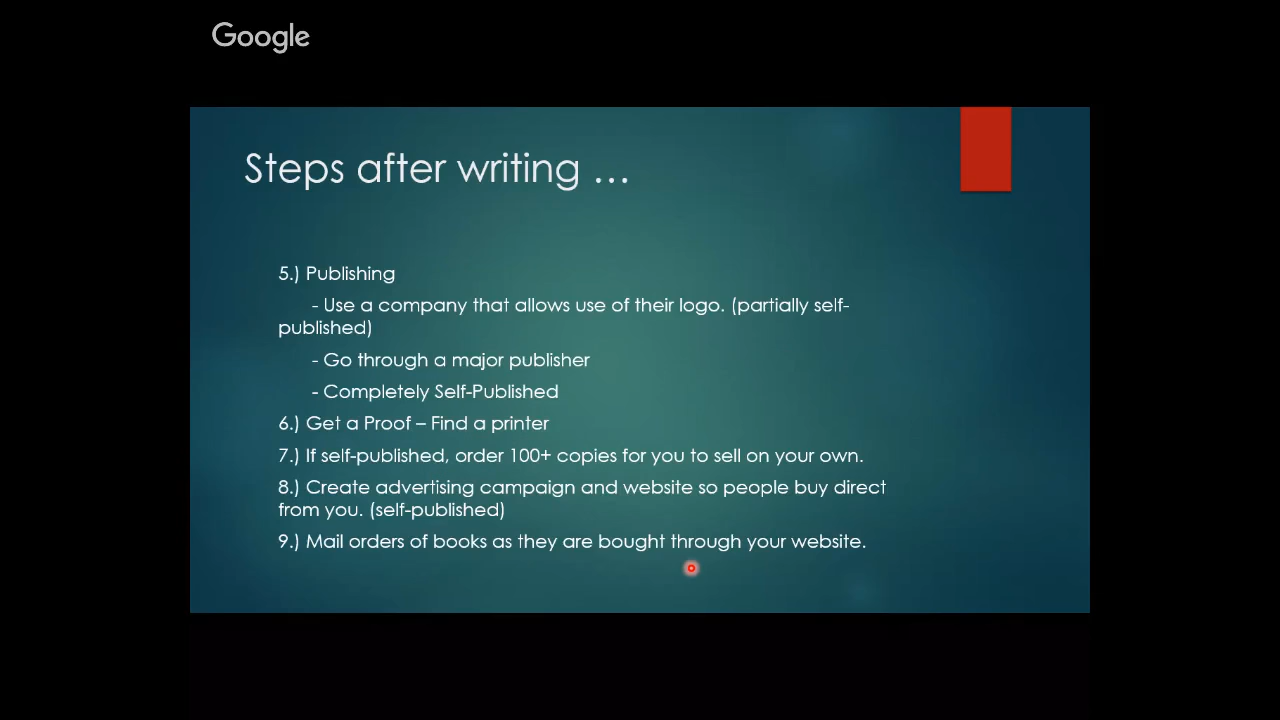 Google
Steps after writing …
5.) Publishing
- Use a company that allows use of their logo. (partially self-
published)
- Go through a major publisher
- Completely Self-Published
6.) Get a Proof – Find a printer
7.) If self-published, order 100+ copies for you to sell on your own.
8.) Create advertising campaign and website so people buy direct
from you. (self-published)
9.) Mail orders of books as they are bought through your website.